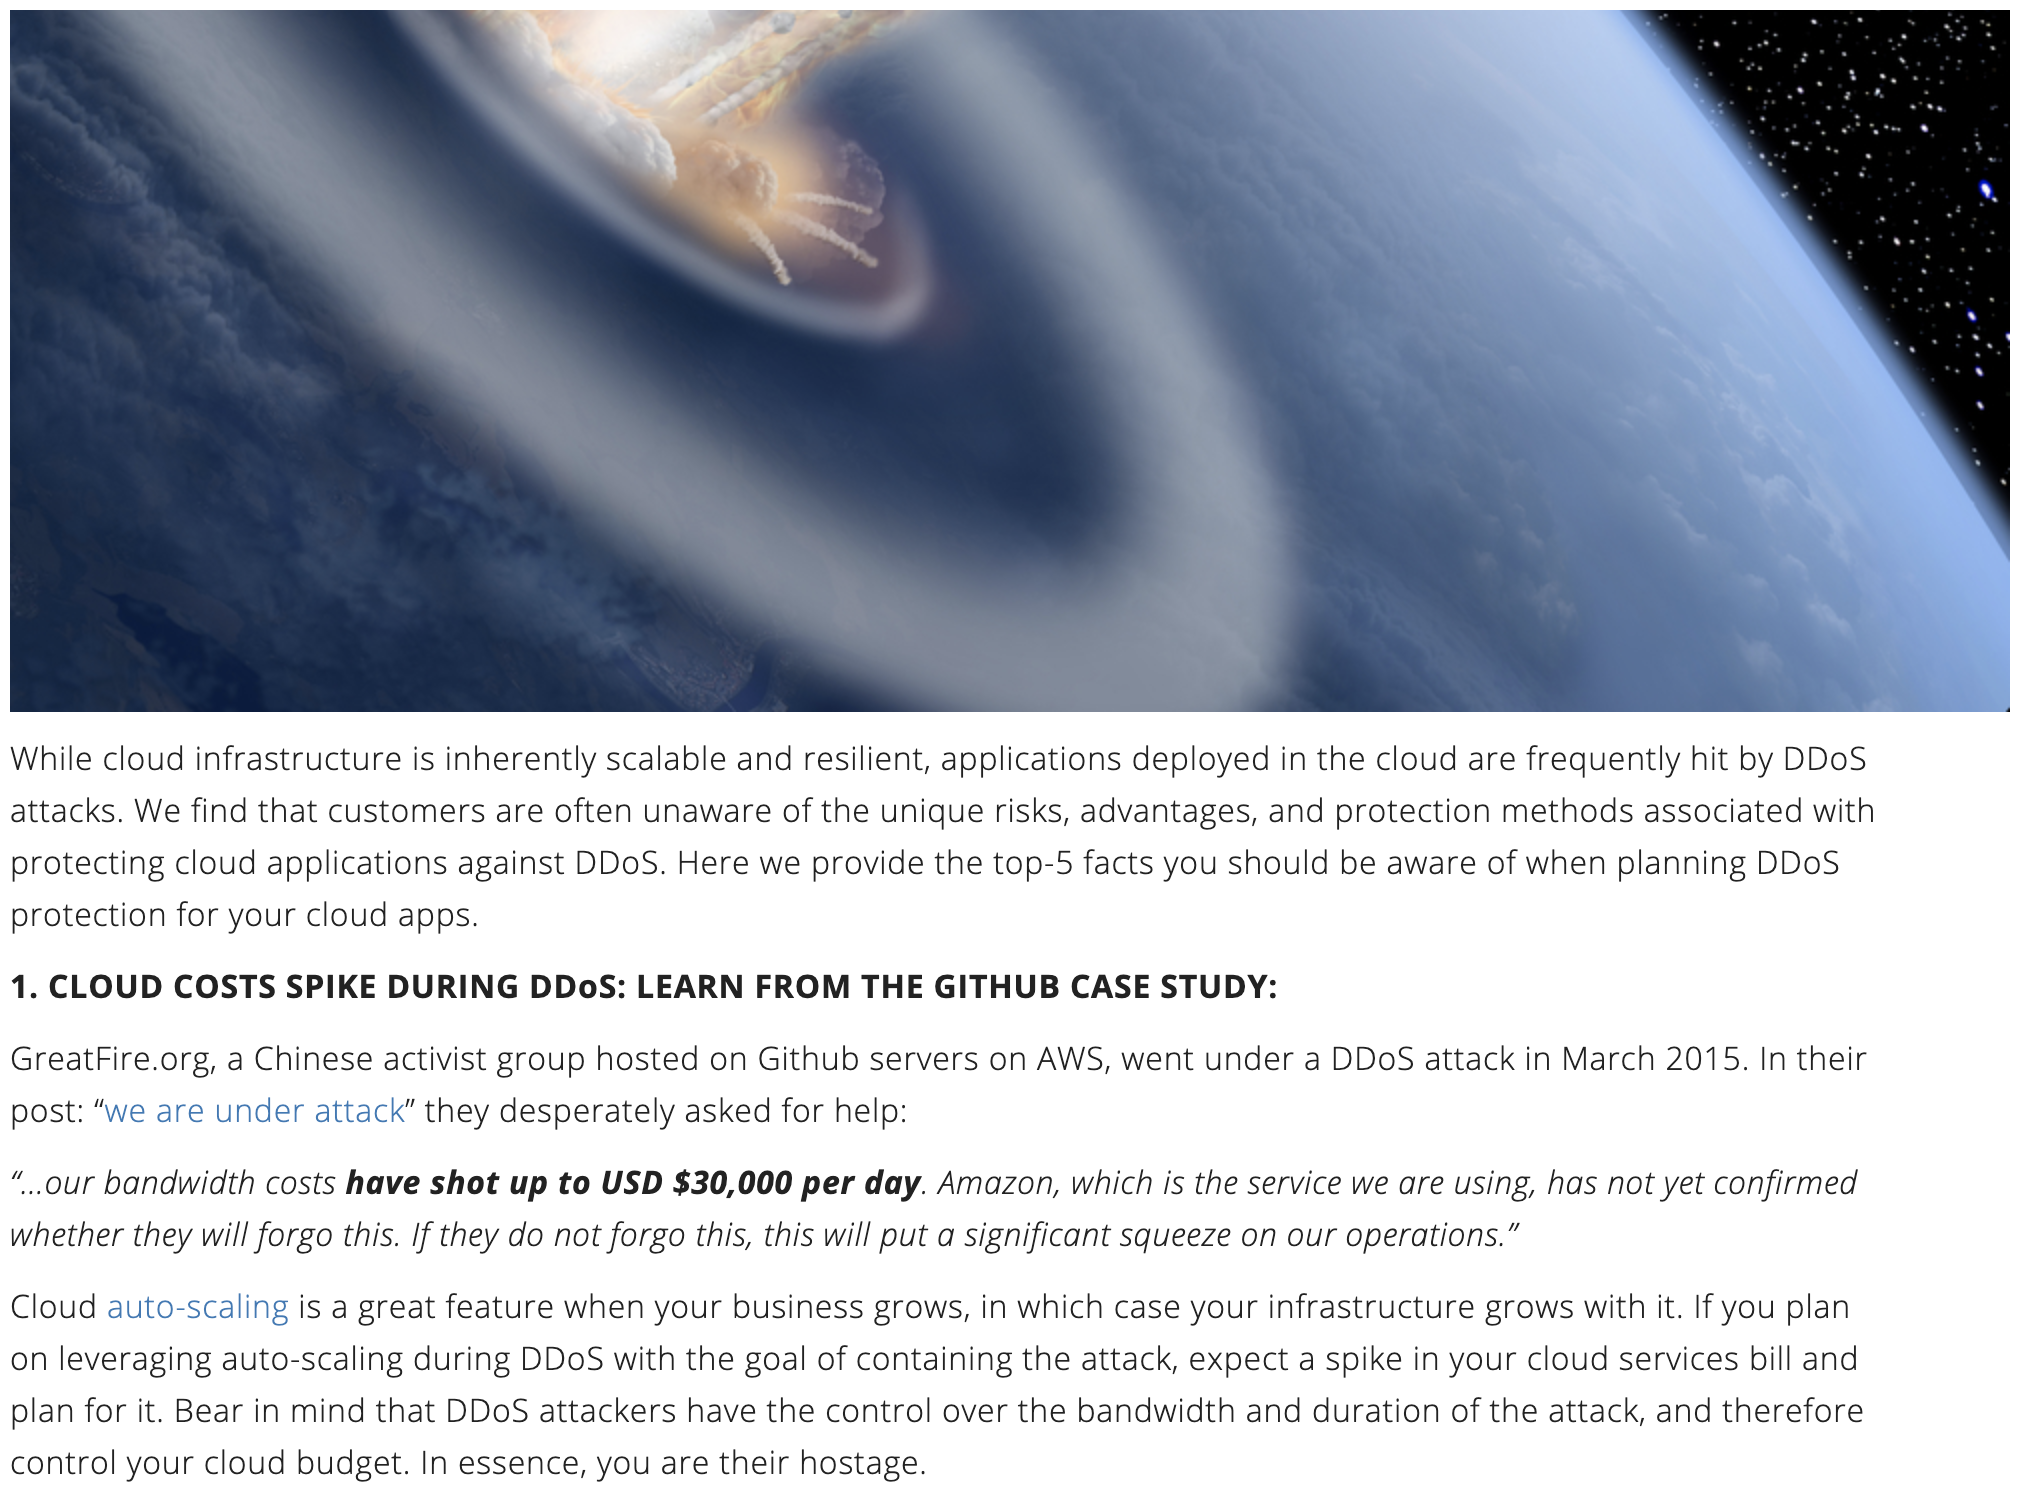 While cloud infrastructure is inherently scalable and resilient, applications deployed in the cloud are frequently hit by DDoS
attacks. We find that customers are often unaware of the unique risks, advantages, and protection methods associated with
protecting cloud applications against DDoS. Here we provide the top-5 facts you should be aware of when planning DDoS
protection for your cloud apps.
1. CLOUD COSTS SPIKE DURING DDoS: LEARN FROM THE GITHUB CASE STUDY:
GreatFire.org, a Chinese activist group hosted on Github servers on AWS, went under a DDoS attack in March 2015. In their
post: “we are under attack” they desperately asked for help:
“…our bandwidth costs have shot up to USD $30,000 per day. Amazon, which is the service we are using, has not yet confirmed
whether they will forgo this. If they do not forgo this, this will put a significant squeeze on our operations.”
Cloud auto-scaling is a great feature when your business grows, in which case your infrastructure grows with it. If you plan
on leveraging auto-scaling during DDoS with the goal of containing the attack, expect a spike in your cloud services bill and
plan for it. Bear in mind that DDoS attackers have the control over the bandwidth and duration of the attack, and therefore
control your cloud budget. In essence, you are their hostage.